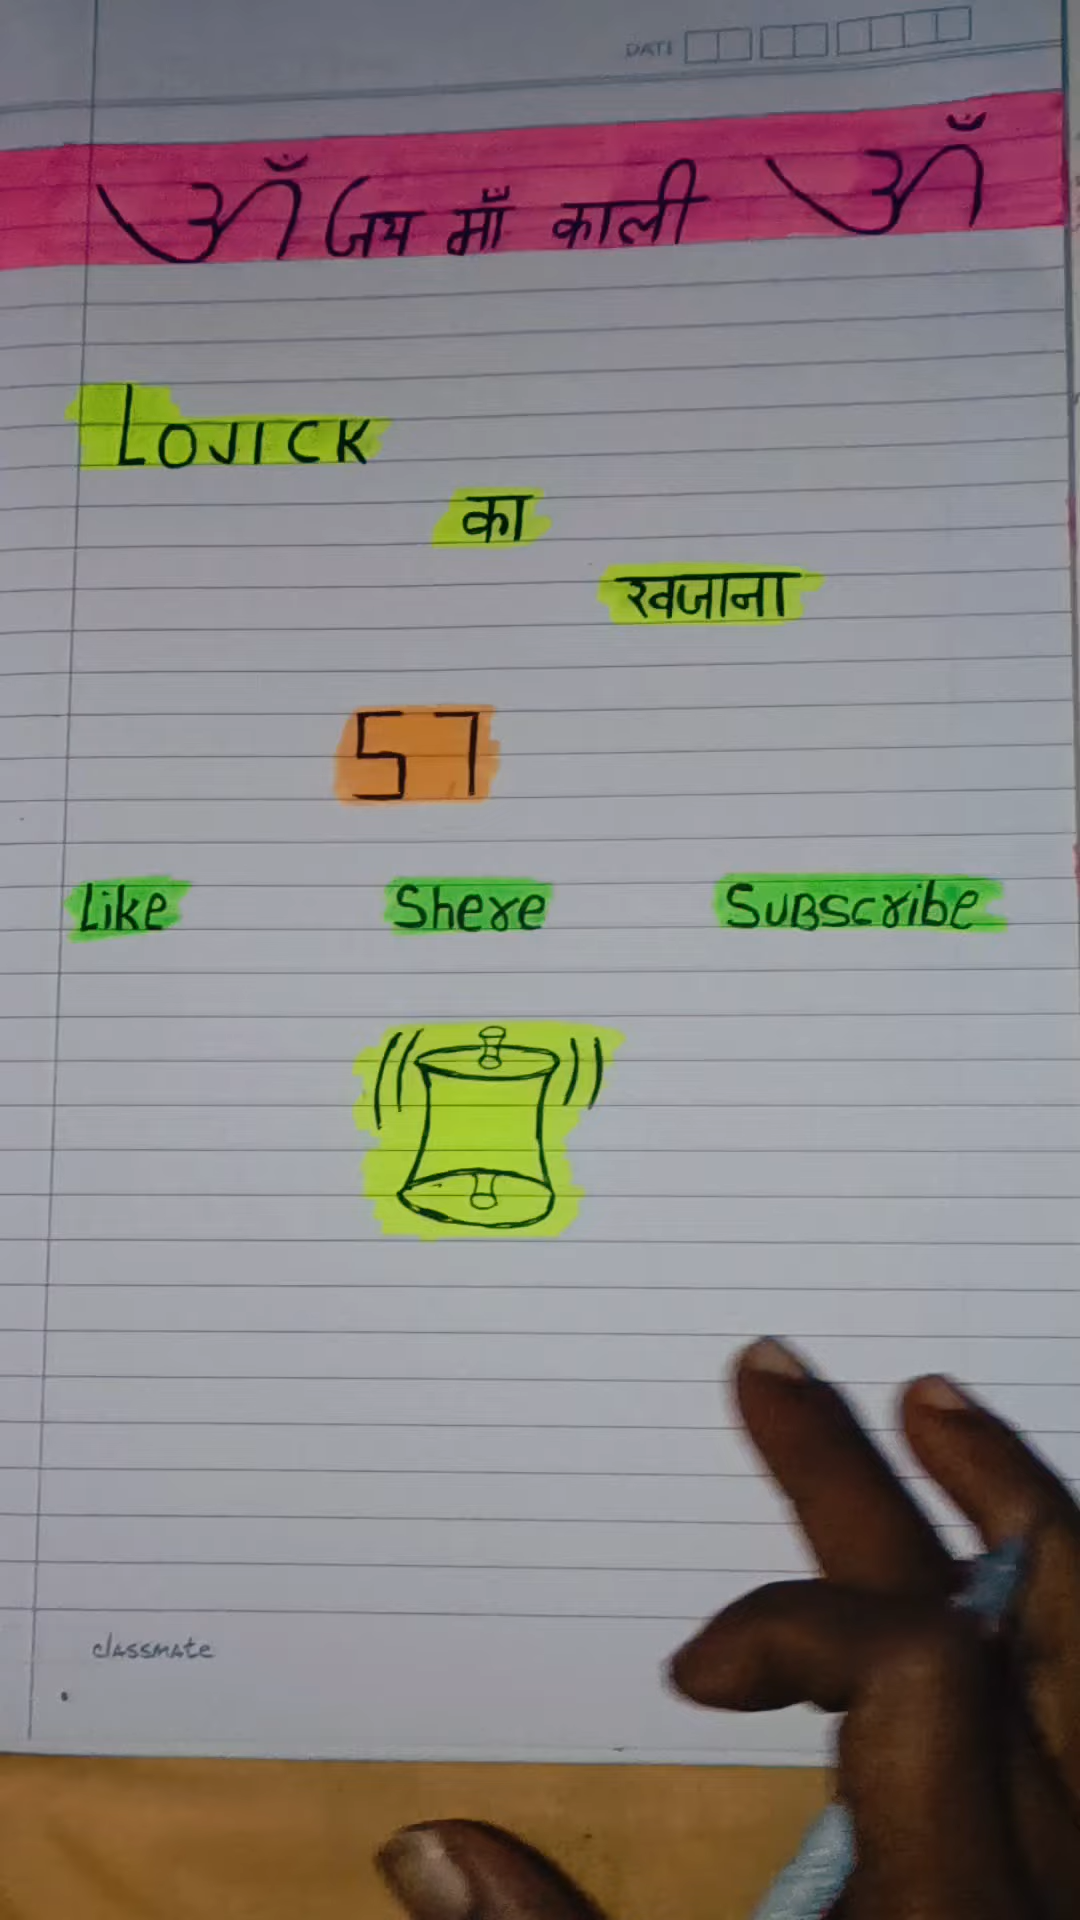 DATE
ॐ जय माँ काली ॐ
LOJICK
का
खजाना
57
Like Shere SUBSCribe
classmate